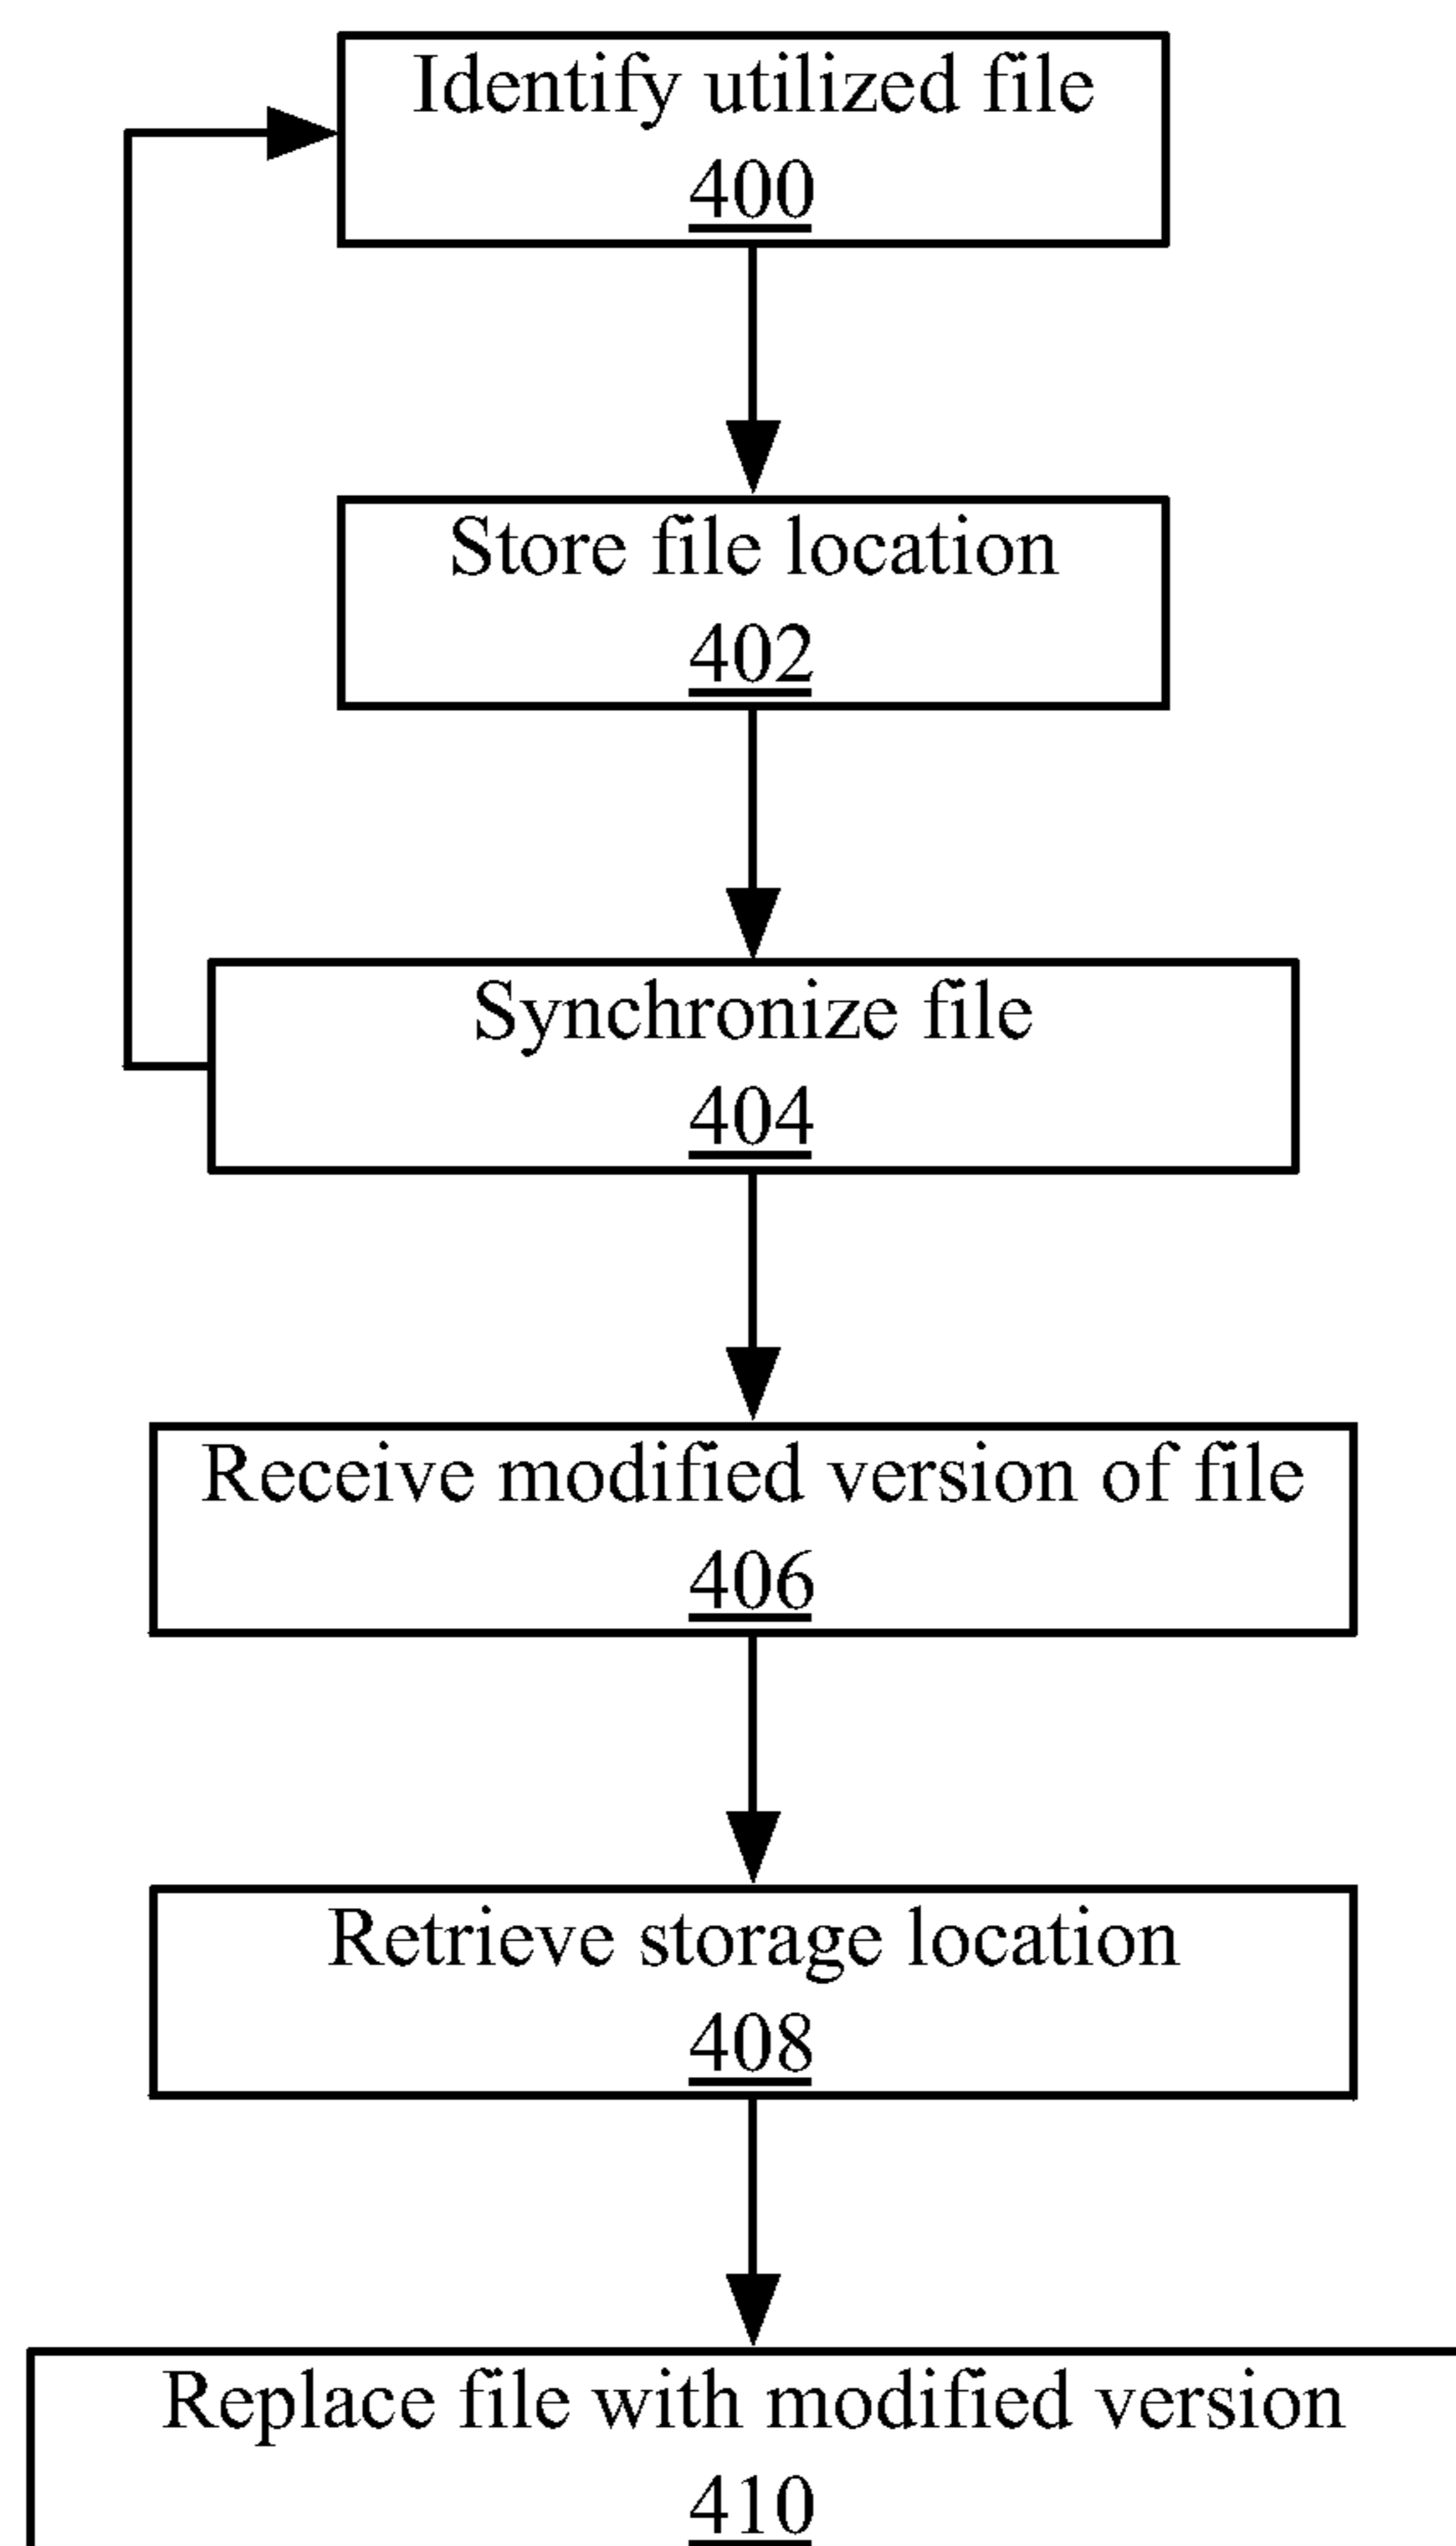 Identify utilized file
400
Store file location
402
Synchronize file
404
Receive modified version of file
406
Retrieve storage location
408
Replace file with modified version
410